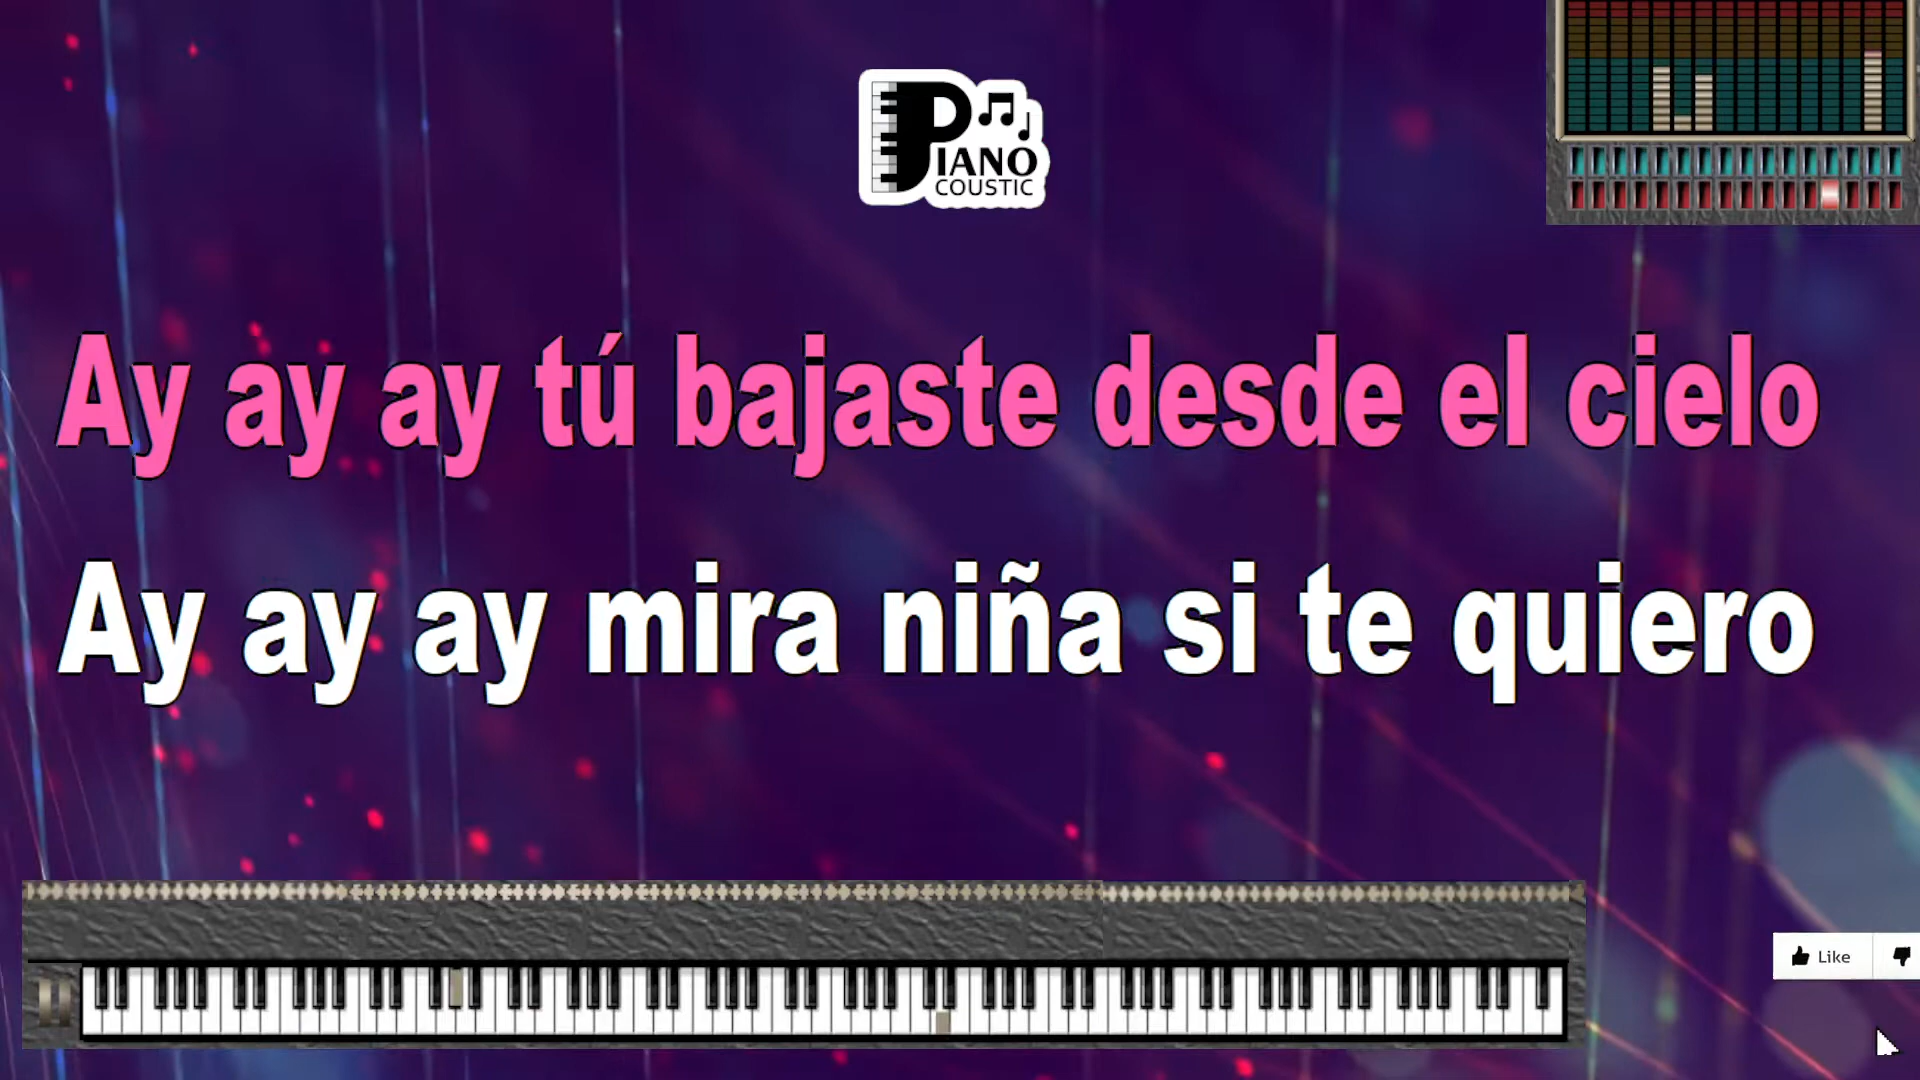 PIANO
COUSTIC
Ay ay ay tú bajaste desde el cielo
Ay ay ay mira niña si te quiero
Like